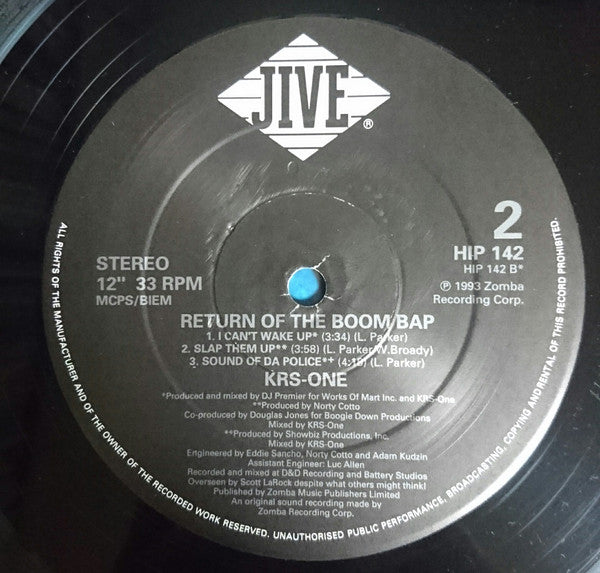 JIVE ®
2
HIP 142
HIP 142 B*
℗ 1993 Zomba
Recording Corp.
STEREO
12" 33 RPM
MCPS/BIEM
RETURN OF THE BOOM BAP
1. I CAN'T WAKE UP* (3:34) (L. Parker)
2. SLAP THEM UP** (3:58) (L. Parker/W. Broady)
3. SOUND OF DA POLICE*+ (4:18) (L. Parker)
KRS-ONE
*Produced and mixed by DJ Premier for Works Of Mart Inc. and KRS-One
**Produced by Norty Cotto
Co-produced by Douglas Jones for Boogie Down Productions
Mixed by KRS-One
*+Produced by Showbiz Productions, Inc.
Mixed by KRS-One
Engineered by Eddie Sancho, Norty Cotto and Adam Kudzin
Assistant Engineer: Luc Allen
Recorded and mixed at D&D Recording and Battery Studios
Overseen by Scott LaRock despite what others might think)
Published by Zomba Music Publishers Limited
An original sound recording made by
Zomba Recording Corp.
ALL RIGHTS OF THE MANUFACTURER AND OF THE OWNER OF THE RECORDED WORK RESERVED. UNAUTHORISED PUBLIC PERFORMANCE, BROADCASTING, COPYING AND RENTAL OF THIS RECORD PROHIBITED.